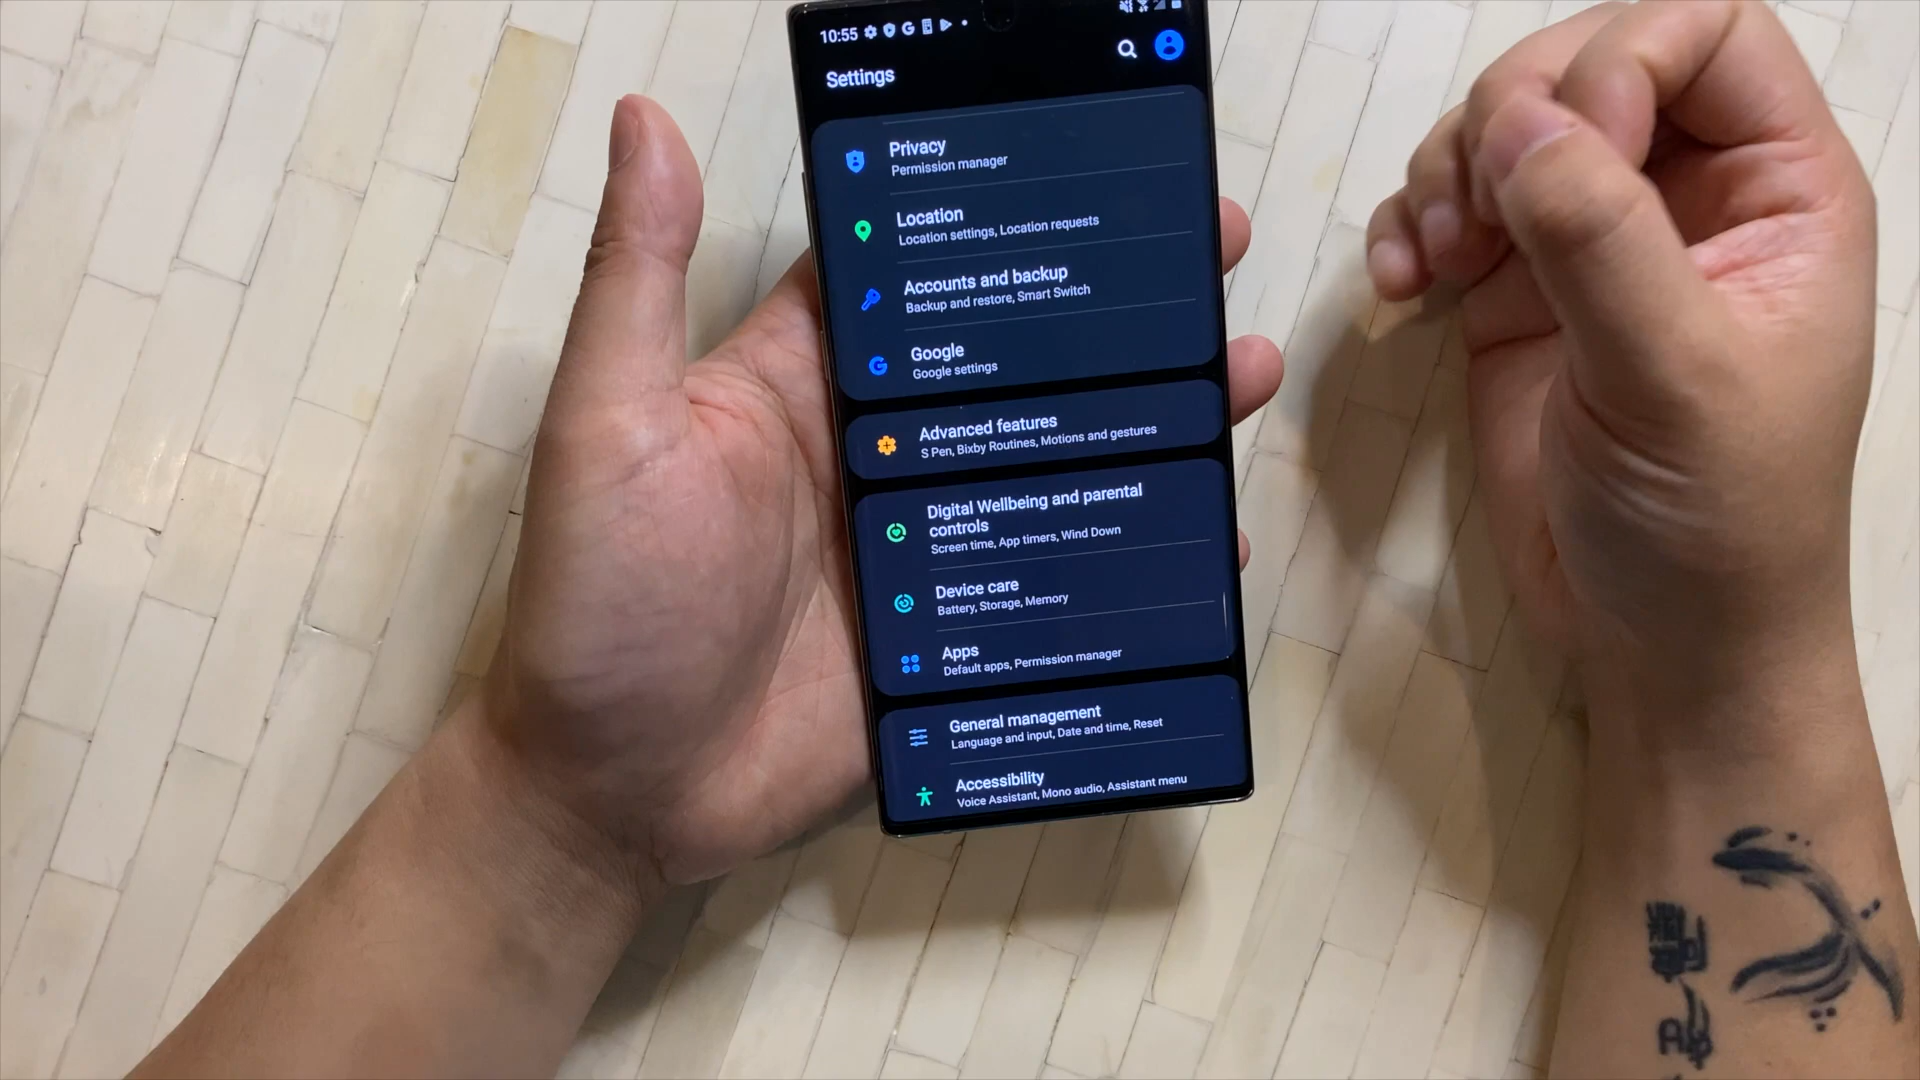 10:55
Settings
Privacy
Permission manager
Location
Location settings, Location requests
Accounts and backup
Backup and restore, Smart Switch
Google
Google settings
Advanced features
S Pen, Bixby Routines, Motions and gestures
Digital Wellbeing and parental
controls
Screen time, App timers, Wind Down
Device care
Battery, Storage, Memory
Apps
Default apps, Permission manager
General management
Language and input, Date and time, Reset
Accessibility
Voice Assistant, Mono audio, Assistant menu